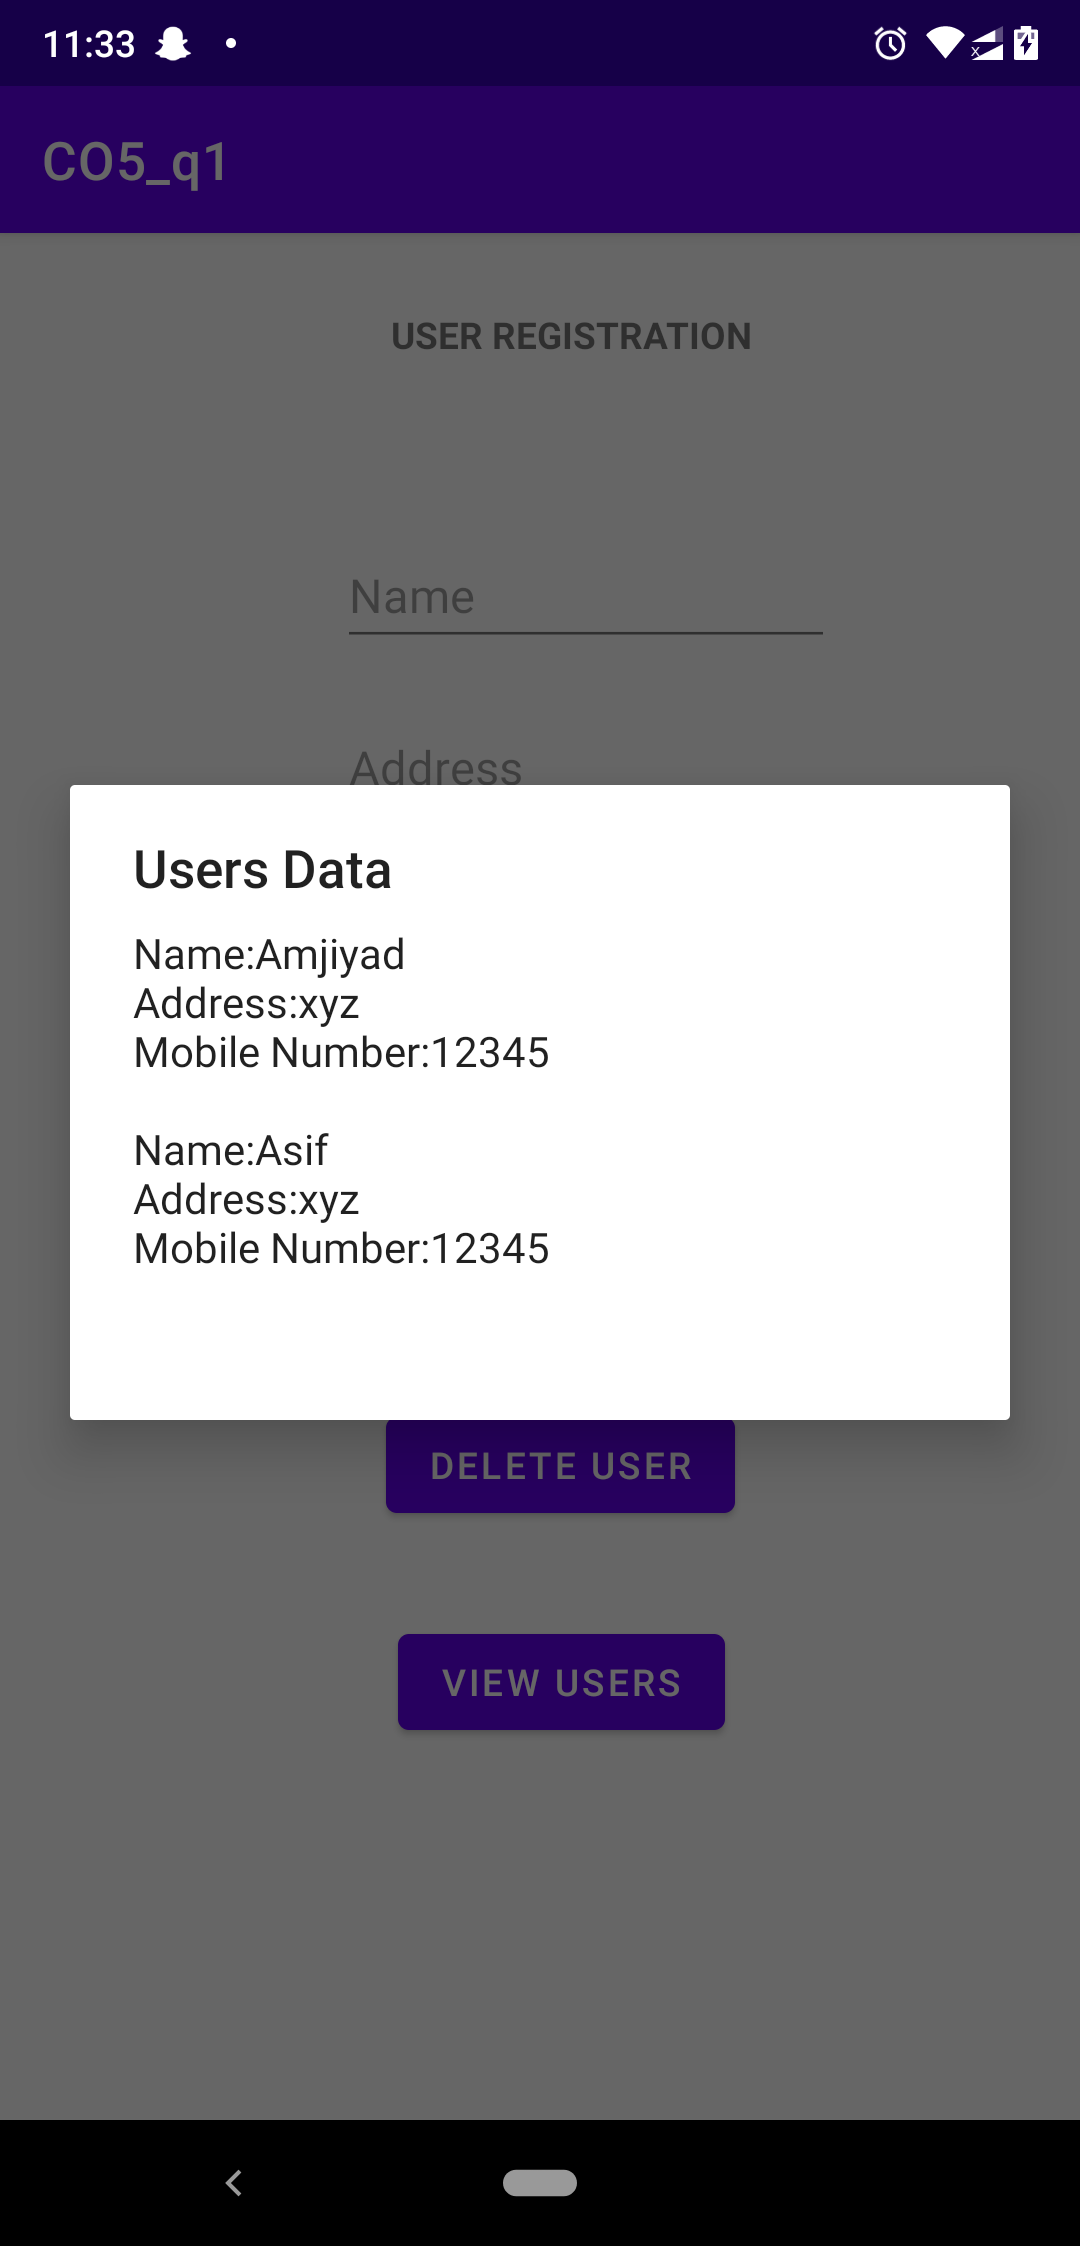 11:33
CO5_q1
USER REGISTRATION
Name
Address
Users Data
Name:Amjiyad
Address:xyz
Mobile Number:12345
Name:Asif
Address:xyz
Mobile Number:12345
DELETE USER
VIEW USERS